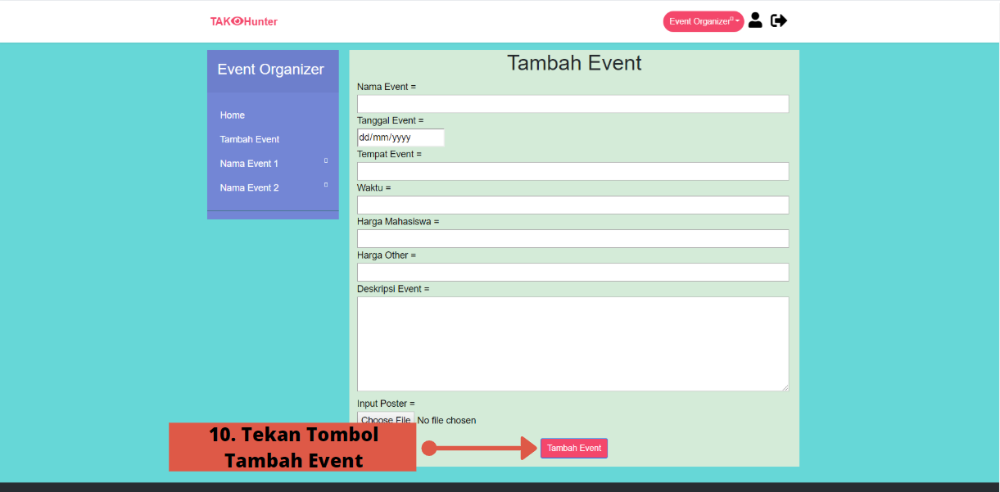 TAK Hunter
Event Organizer
Event Organizer
Home
Tambah Event
Nama Event 1
Nama Event 2
Tambah Event
Nama Event =
Tanggal Event =
dd/mm/yyyy
Tempat Event =
Waktu =
Harga Mahasiswa =
Harga Other =
Deskripsi Event =
Input Poster =
Choose File No file chosen
10. Tekan Tombol
Tambah Event
Tambah Event